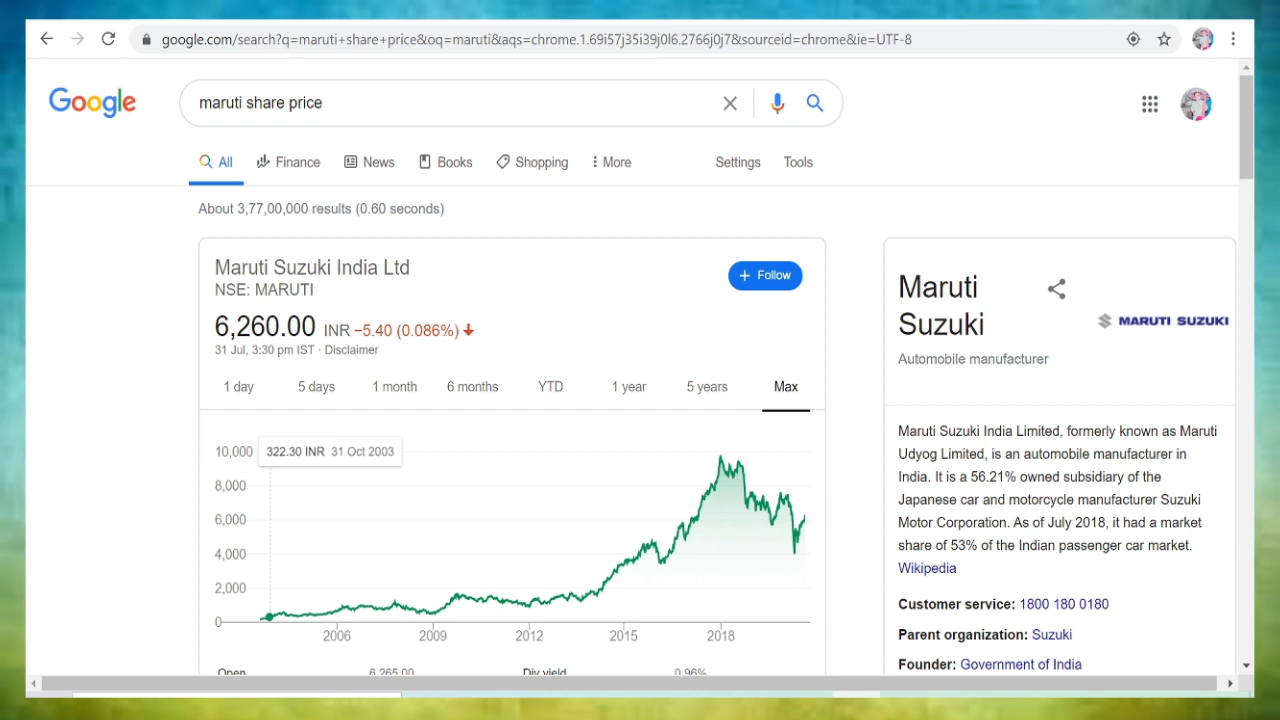 google.com/search?q=maruti+share+price&oq=maruti&aqs=chrome.1.69i57j35i39j0l6.2766j0j7&sourceid=chrome&ie=UTF-8
Google
maruti share price
All Finance News Books Shopping More Settings Tools
About 3,77,00,000 results (0.60 seconds)
Maruti Suzuki India Ltd
NSE: MARUTI
+ Follow
6,260.00 INR −5.40 (0.086%)
31 Jul, 3:30 pm IST · Disclaimer
1 day 5 days 1 month 6 months YTD 1 year 5 years Max
322.30 INR 31 Oct 2003
10,000
8,000
6,000
4,000
2,000
0
2006 2009 2012 2015 2018
Open 6,265.00 Div yield 0.96%
Maruti
Suzuki
MARUTI SUZUKI
Automobile manufacturer
Maruti Suzuki India Limited, formerly known as Maruti
Udyog Limited, is an automobile manufacturer in
India. It is a 56.21% owned subsidiary of the
Japanese car and motorcycle manufacturer Suzuki
Motor Corporation. As of July 2018, it had a market
share of 53% of the Indian passenger car market.
Wikipedia
Customer service: 1800 180 0180
Parent organization: Suzuki
Founder: Government of India